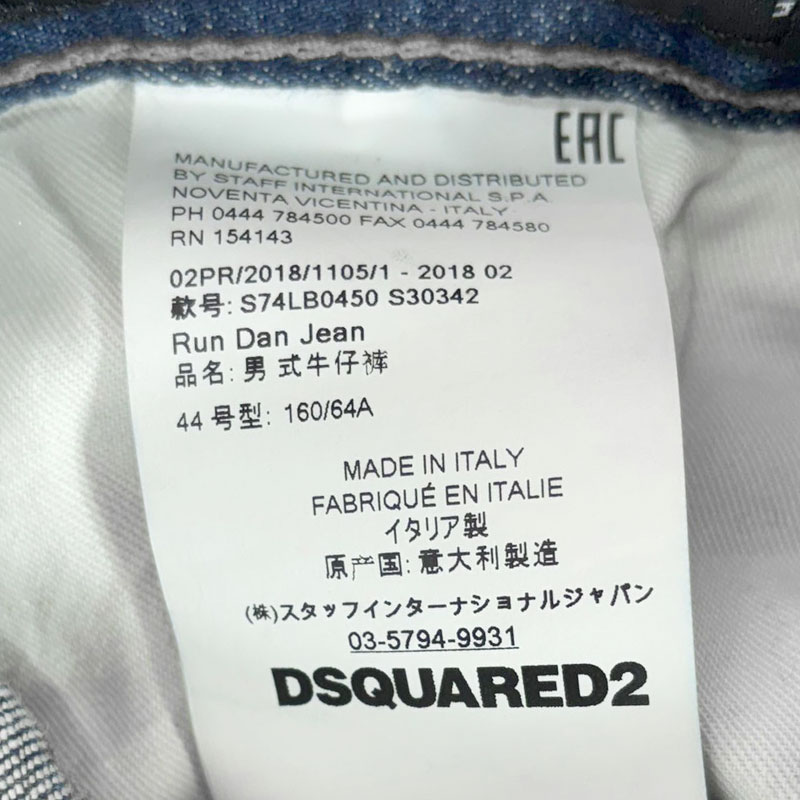 EAC
MANUFACTURED AND DISTRIBUTED
BY STAFF INTERNATIONAL S.P.A.
NOVENTA VICENTINA - ITALY
PH 0444 784500 FAX 0444 784580
RN 154143
02PR/2018/1105/1 - 2018 02
款号: S74LB0450 S30342
Run Dan Jean
品名: 男 式牛仔裤
44 号型: 160/64A
MADE IN ITALY
FABRIQUÉ EN ITALIE
イタリア製
原产国: 意大利製造
(株)スタッフインターナショナルジャパン
03-5794-9931
DSQUARED2